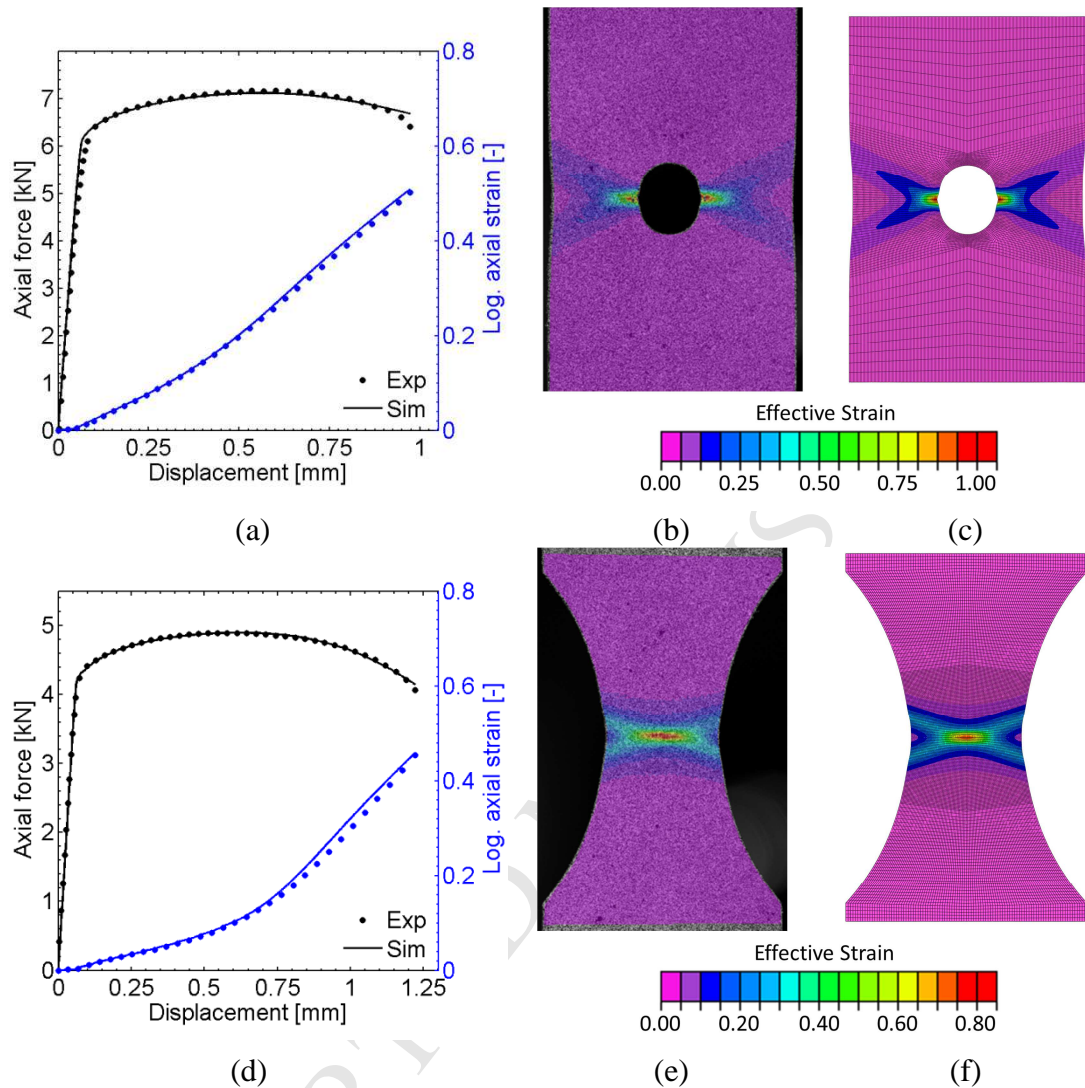 0.8
7
6
0.6
5
4
0.4
3
2
0.2
1
0
0
0
0.25
0.5
0.75
1
Axial force [kN]
Log. axial strain [-]
Displacement [mm]
Exp
Sim
Effective Strain
0.00 0.25 0.50 0.75 1.00
(a) (b) (c)
0.8
5
0.6
4
3
0.4
2
0.2
1
0
0
0
0.25
0.5
0.75
1
1.25
Axial force [kN]
Log. axial strain [-]
Displacement [mm]
Exp
Sim
Effective Strain
0.00 0.20 0.40 0.60 0.80
(d) (e) (f)